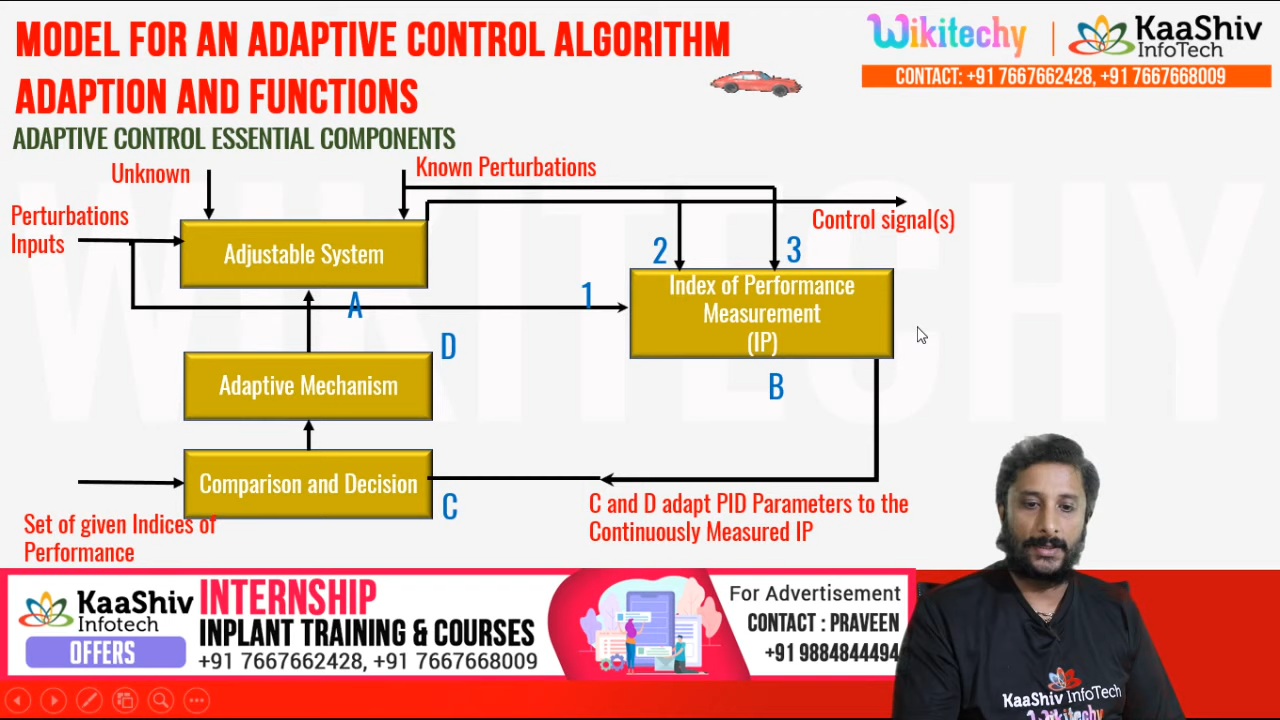 MODEL FOR AN ADAPTIVE CONTROL ALGORITHM
ADAPTION AND FUNCTIONS
Wikitechy
KaaShiv
InfoTech
CONTACT: +91 7667662428, +91 7667668009
ADAPTIVE CONTROL ESSENTIAL COMPONENTS
Unknown
Known Perturbations
Perturbations
Inputs
Control signal(s)
Adjustable System
2
3
1
A
Index of Performance
Measurement
(IP)
D
B
Adaptive Mechanism
Comparison and Decision
C
C and D adapt PID Parameters to the
Continuously Measured IP
Set of given Indices of
Performance
WIKITECHY
KaaShiv
Infotech
OFFERS
INTERNSHIP
INPLANT TRAINING & COURSES
+91 7667662428, +91 7667668009
For Advertisement
CONTACT : PRAVEEN
+91 9884844494
KaaShiv InfoTech
Wikitechy